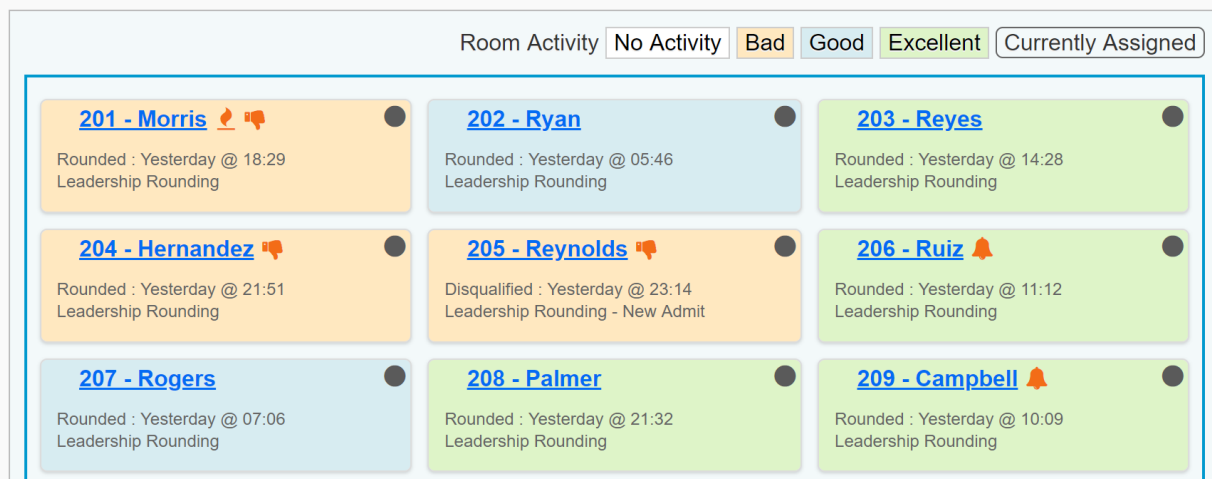 Room Activity No Activity Bad Good Excellent Currently Assigned
201 - Morris
Rounded : Yesterday @ 18:29
Leadership Rounding
202 - Ryan
Rounded : Yesterday @ 05:46
Leadership Rounding
203 - Reyes
Rounded : Yesterday @ 14:28
Leadership Rounding
204 - Hernandez
Rounded : Yesterday @ 21:51
Leadership Rounding
205 - Reynolds
Disqualified : Yesterday @ 23:14
Leadership Rounding - New Admit
206 - Ruiz
Rounded : Yesterday @ 11:12
Leadership Rounding
207 - Rogers
Rounded : Yesterday @ 07:06
Leadership Rounding
208 - Palmer
Rounded : Yesterday @ 21:32
Leadership Rounding
209 - Campbell
Rounded : Yesterday @ 10:09
Leadership Rounding